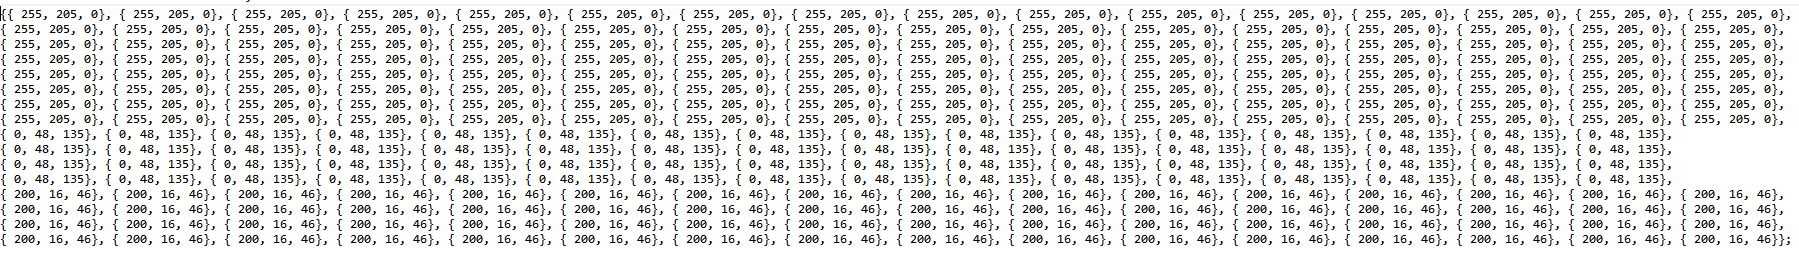 {{ 255, 205, 0}, { 255, 205, 0}, { 255, 205, 0}, { 255, 205, 0}, { 255, 205, 0}, { 255, 205, 0}, { 255, 205, 0}, { 255, 205, 0}, { 255, 205, 0}, { 255, 205, 0}, { 255, 205, 0}, { 255, 205, 0}, { 255, 205, 0}, { 255, 205, 0}, { 255, 205, 0}, { 255, 205, 0},
{ 255, 205, 0}, { 255, 205, 0}, { 255, 205, 0}, { 255, 205, 0}, { 255, 205, 0}, { 255, 205, 0}, { 255, 205, 0}, { 255, 205, 0}, { 255, 205, 0}, { 255, 205, 0}, { 255, 205, 0}, { 255, 205, 0}, { 255, 205, 0}, { 255, 205, 0}, { 255, 205, 0}, { 255, 205, 0},
{ 255, 205, 0}, { 255, 205, 0}, { 255, 205, 0}, { 255, 205, 0}, { 255, 205, 0}, { 255, 205, 0}, { 255, 205, 0}, { 255, 205, 0}, { 255, 205, 0}, { 255, 205, 0}, { 255, 205, 0}, { 255, 205, 0}, { 255, 205, 0}, { 255, 205, 0}, { 255, 205, 0}, { 255, 205, 0},
{ 255, 205, 0}, { 255, 205, 0}, { 255, 205, 0}, { 255, 205, 0}, { 255, 205, 0}, { 255, 205, 0}, { 255, 205, 0}, { 255, 205, 0}, { 255, 205, 0}, { 255, 205, 0}, { 255, 205, 0}, { 255, 205, 0}, { 255, 205, 0}, { 255, 205, 0}, { 255, 205, 0}, { 255, 205, 0},
{ 255, 205, 0}, { 255, 205, 0}, { 255, 205, 0}, { 255, 205, 0}, { 255, 205, 0}, { 255, 205, 0}, { 255, 205, 0}, { 255, 205, 0}, { 255, 205, 0}, { 255, 205, 0}, { 255, 205, 0}, { 255, 205, 0}, { 255, 205, 0}, { 255, 205, 0}, { 255, 205, 0}, { 255, 205, 0},
{ 255, 205, 0}, { 255, 205, 0}, { 255, 205, 0}, { 255, 205, 0}, { 255, 205, 0}, { 255, 205, 0}, { 255, 205, 0}, { 255, 205, 0}, { 255, 205, 0}, { 255, 205, 0}, { 255, 205, 0}, { 255, 205, 0}, { 255, 205, 0}, { 255, 205, 0}, { 255, 205, 0}, { 255, 205, 0},
{ 255, 205, 0}, { 255, 205, 0}, { 255, 205, 0}, { 255, 205, 0}, { 255, 205, 0}, { 255, 205, 0}, { 255, 205, 0}, { 255, 205, 0}, { 255, 205, 0}, { 255, 205, 0}, { 255, 205, 0}, { 255, 205, 0}, { 255, 205, 0}, { 255, 205, 0}, { 255, 205, 0}, { 255, 205, 0},
{ 255, 205, 0}, { 255, 205, 0}, { 255, 205, 0}, { 255, 205, 0}, { 255, 205, 0}, { 255, 205, 0}, { 255, 205, 0}, { 255, 205, 0}, { 255, 205, 0}, { 255, 205, 0}, { 255, 205, 0}, { 255, 205, 0}, { 255, 205, 0}, { 255, 205, 0}, { 255, 205, 0}, { 255, 205, 0},
{ 0, 48, 135}, { 0, 48, 135}, { 0, 48, 135}, { 0, 48, 135}, { 0, 48, 135}, { 0, 48, 135}, { 0, 48, 135}, { 0, 48, 135}, { 0, 48, 135}, { 0, 48, 135}, { 0, 48, 135}, { 0, 48, 135}, { 0, 48, 135}, { 0, 48, 135}, { 0, 48, 135}, { 0, 48, 135},
{ 0, 48, 135}, { 0, 48, 135}, { 0, 48, 135}, { 0, 48, 135}, { 0, 48, 135}, { 0, 48, 135}, { 0, 48, 135}, { 0, 48, 135}, { 0, 48, 135}, { 0, 48, 135}, { 0, 48, 135}, { 0, 48, 135}, { 0, 48, 135}, { 0, 48, 135}, { 0, 48, 135}, { 0, 48, 135},
{ 0, 48, 135}, { 0, 48, 135}, { 0, 48, 135}, { 0, 48, 135}, { 0, 48, 135}, { 0, 48, 135}, { 0, 48, 135}, { 0, 48, 135}, { 0, 48, 135}, { 0, 48, 135}, { 0, 48, 135}, { 0, 48, 135}, { 0, 48, 135}, { 0, 48, 135}, { 0, 48, 135}, { 0, 48, 135},
{ 0, 48, 135}, { 0, 48, 135}, { 0, 48, 135}, { 0, 48, 135}, { 0, 48, 135}, { 0, 48, 135}, { 0, 48, 135}, { 0, 48, 135}, { 0, 48, 135}, { 0, 48, 135}, { 0, 48, 135}, { 0, 48, 135}, { 0, 48, 135}, { 0, 48, 135}, { 0, 48, 135}, { 0, 48, 135},
{ 200, 16, 46}, { 200, 16, 46}, { 200, 16, 46}, { 200, 16, 46}, { 200, 16, 46}, { 200, 16, 46}, { 200, 16, 46}, { 200, 16, 46}, { 200, 16, 46}, { 200, 16, 46}, { 200, 16, 46}, { 200, 16, 46}, { 200, 16, 46}, { 200, 16, 46}, { 200, 16, 46}, { 200, 16, 46},
{ 200, 16, 46}, { 200, 16, 46}, { 200, 16, 46}, { 200, 16, 46}, { 200, 16, 46}, { 200, 16, 46}, { 200, 16, 46}, { 200, 16, 46}, { 200, 16, 46}, { 200, 16, 46}, { 200, 16, 46}, { 200, 16, 46}, { 200, 16, 46}, { 200, 16, 46}, { 200, 16, 46}, { 200, 16, 46},
{ 200, 16, 46}, { 200, 16, 46}, { 200, 16, 46}, { 200, 16, 46}, { 200, 16, 46}, { 200, 16, 46}, { 200, 16, 46}, { 200, 16, 46}, { 200, 16, 46}, { 200, 16, 46}, { 200, 16, 46}, { 200, 16, 46}, { 200, 16, 46}, { 200, 16, 46}, { 200, 16, 46}, { 200, 16, 46},
{ 200, 16, 46}, { 200, 16, 46}, { 200, 16, 46}, { 200, 16, 46}, { 200, 16, 46}, { 200, 16, 46}, { 200, 16, 46}, { 200, 16, 46}, { 200, 16, 46}, { 200, 16, 46}, { 200, 16, 46}, { 200, 16, 46}, { 200, 16, 46}, { 200, 16, 46}, { 200, 16, 46}, { 200, 16, 46}};